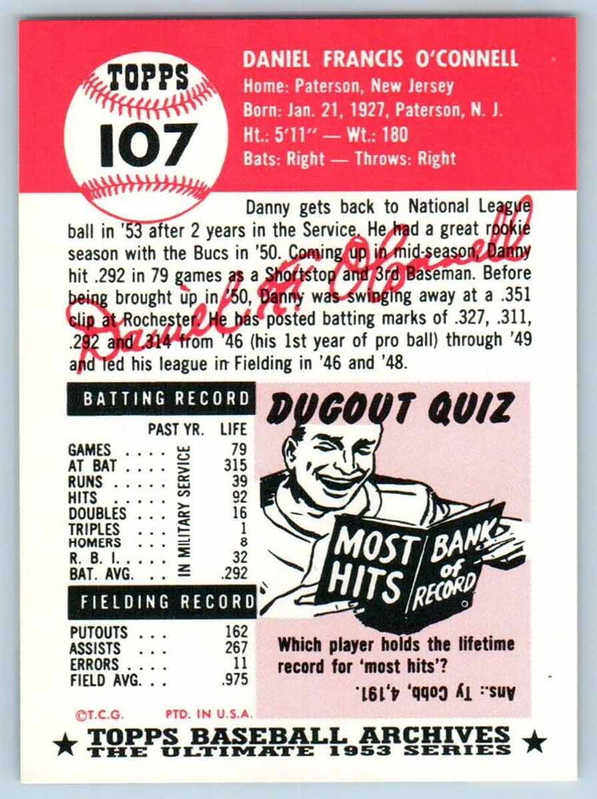 TOPPS
107
DANIEL FRANCIS O'CONNELL
Home: Paterson, New Jersey
Born: Jan. 21, 1927, Paterson, N. J.
Ht.: 5'11" — Wt.: 180
Bats: Right — Throws: Right
Danny gets back to National League
ball in '53 after 2 years in the Service. He had a great rookie
season with the Bucs in '50. Coming up in mid-season, Danny
hit .292 in 79 games as a Shortstop and 3rd Baseman. Before
being brought up in '50, Danny was swinging away at a .351
clip at Rochester. He has posted batting marks of .327, .311,
.292 and .314 from '46 (his 1st year of pro ball) through '49
and led his league in Fielding in '46 and '48.
Daniel F. O'Connell
BATTING RECORD
PAST YR. LIFE
GAMES . . . . 79
AT BAT . . . . 315
RUNS . . . . 39
HITS . . . . 92
DOUBLES . . . 16
TRIPLES . . . 1
HOMERS . . . 8
R. B. I. . . . . 32
BAT. AVG. . . .292
IN MILITARY SERVICE
FIELDING RECORD
PUTOUTS . . . 162
ASSISTS . . . 267
ERRORS . . . 11
FIELD AVG. . . .975
DUGOUT QUIZ
MOST HITS
BANK of RECORD
Which player holds the lifetime
record for 'most hits'?
Ans.: Ty Cobb, 4,191.
©T.C.G. PTD. IN U.S.A.
★ TOPPS BASEBALL ARCHIVES ★
THE ULTIMATE 1953 SERIES